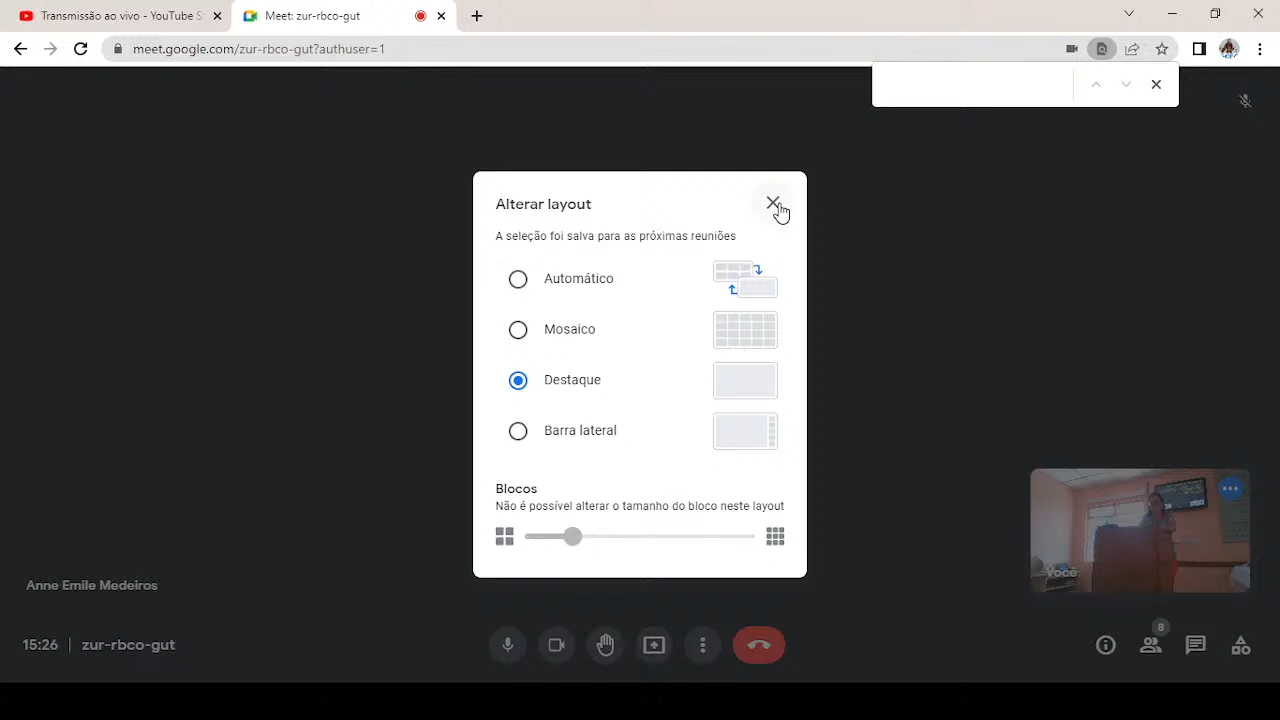 Transmissão ao vivo - YouTube St
Meet: zur-rbco-gut
meet.google.com/zur-rbco-gut?authuser=1
Alterar layout
A seleção foi salva para as próximas reuniões
Automático
Mosaico
Destaque
Barra lateral
Blocos
Não é possível alterar o tamanho do bloco neste layout
Você
Anne Emile Medeiros
15:26 | zur-rbco-gut
8